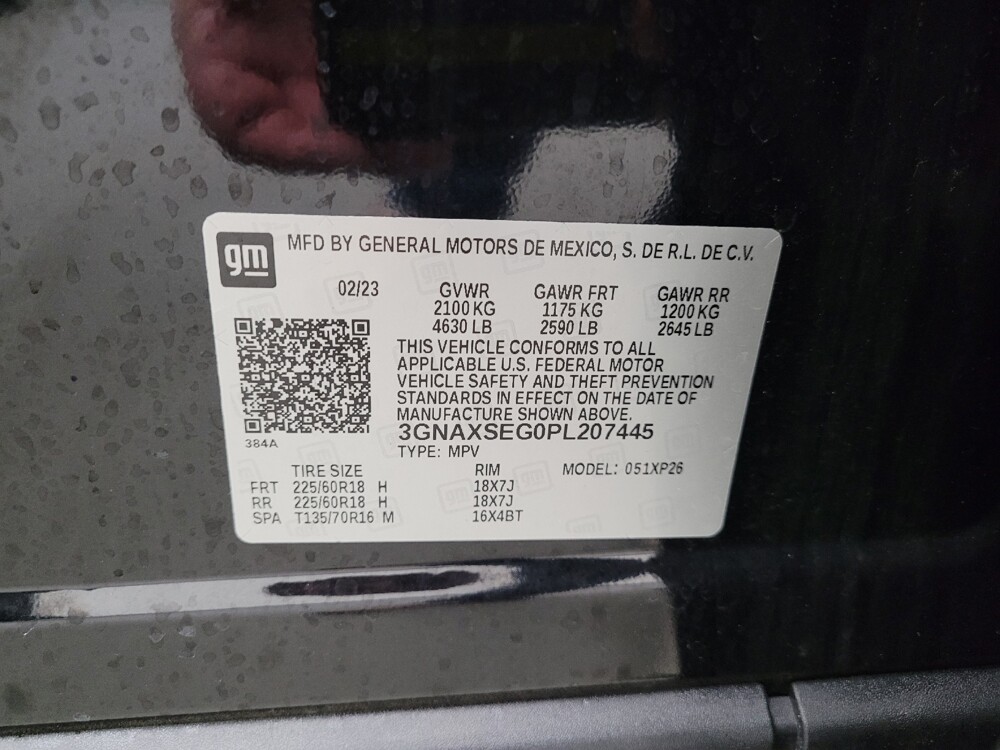 gm
MFD BY GENERAL MOTORS DE MEXICO, S. DE R.L. DE C.V.
02/23 GVWR GAWR FRT GAWR RR
2100 KG 1175 KG 1200 KG
4630 LB 2590 LB 2645 LB
THIS VEHICLE CONFORMS TO ALL
APPLICABLE U.S. FEDERAL MOTOR
VEHICLE SAFETY AND THEFT PREVENTION
STANDARDS IN EFFECT ON THE DATE OF
MANUFACTURE SHOWN ABOVE.
3GNAXSEG0PL207445
384A
TYPE: MPV
TIRE SIZE RIM MODEL: 051XP26
FRT 225/60R18 H 18X7J
RR 225/60R18 H 18X7J
SPA T135/70R16 M 16X4BT